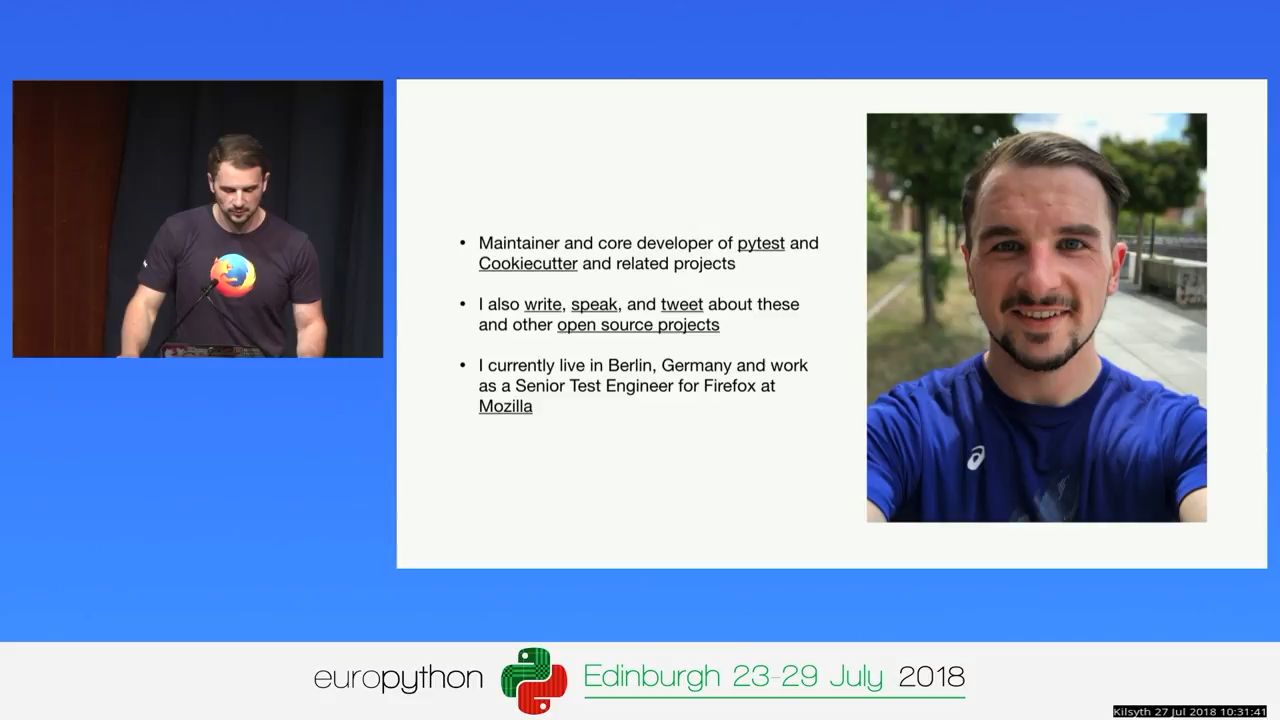 • Maintainer and core developer of pytest and
Cookiecutter and related projects
• I also write, speak, and tweet about these
and other open source projects
• I currently live in Berlin, Germany and work
as a Senior Test Engineer for Firefox at
Mozilla
europython Edinburgh 23-29 July 2018
Kilsyth 27 Jul 2018 10:31:41